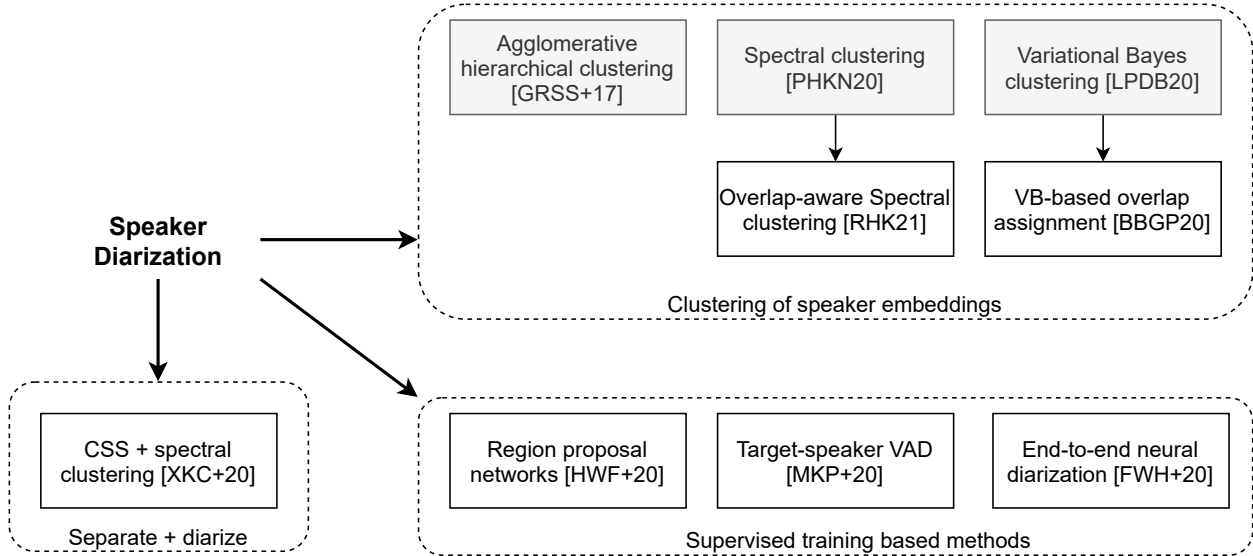 Agglomerative
hierarchical clustering
[GRSS+17]
Spectral clustering
[PHKN20]
Variational Bayes
clustering [LPDB20]
Overlap-aware Spectral
clustering [RHK21]
VB-based overlap
assignment [BBGP20]
Clustering of speaker embeddings
Speaker
Diarization
CSS + spectral
clustering [XKC+20]
Separate + diarize
Region proposal
networks [HWF+20]
Target-speaker VAD
[MKP+20]
End-to-end neural
diarization [FWH+20]
Supervised training based methods